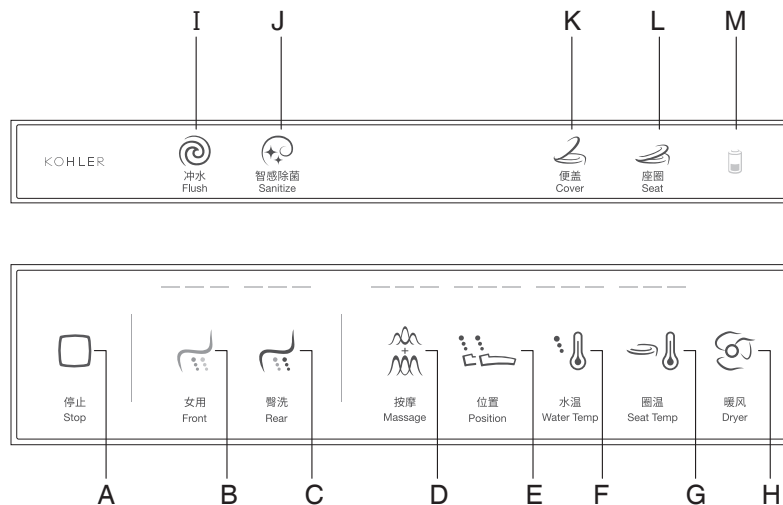 I J K L M
KOHLER
冲水 智感除菌 便盖 座圈
Flush Sanitize Cover Seat
停止 女用 臀洗 按摩 位置 水温 圈温 暖风
Stop Front Rear Massage Position Water Temp Seat Temp Dryer
A B C D E F G H